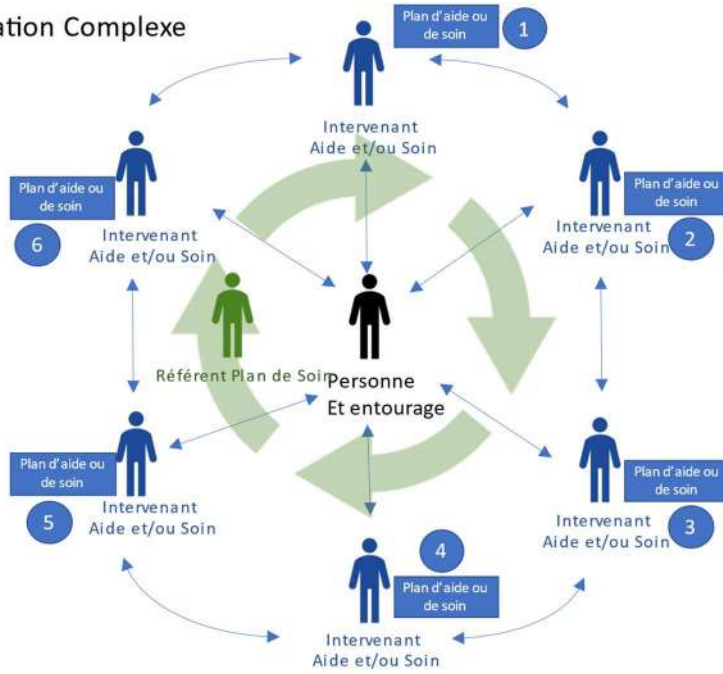 ation Complexe
Plan d'aide ou
de soin
1
Intervenant
Aide et/ou Soin
Plan d'aide ou
de soin
6
Intervenant
Aide et/ou Soin
Plan d'aide ou
de soin
2
Intervenant
Aide et/ou Soin
Référent Plan de Soin
Personne
Et entourage
Plan d'aide ou
de soin
5
Intervenant
Aide et/ou Soin
Plan d'aide ou
de soin
3
Intervenant
Aide et/ou Soin
4
Plan d'aide ou
de soin
Intervenant
Aide et/ou Soin